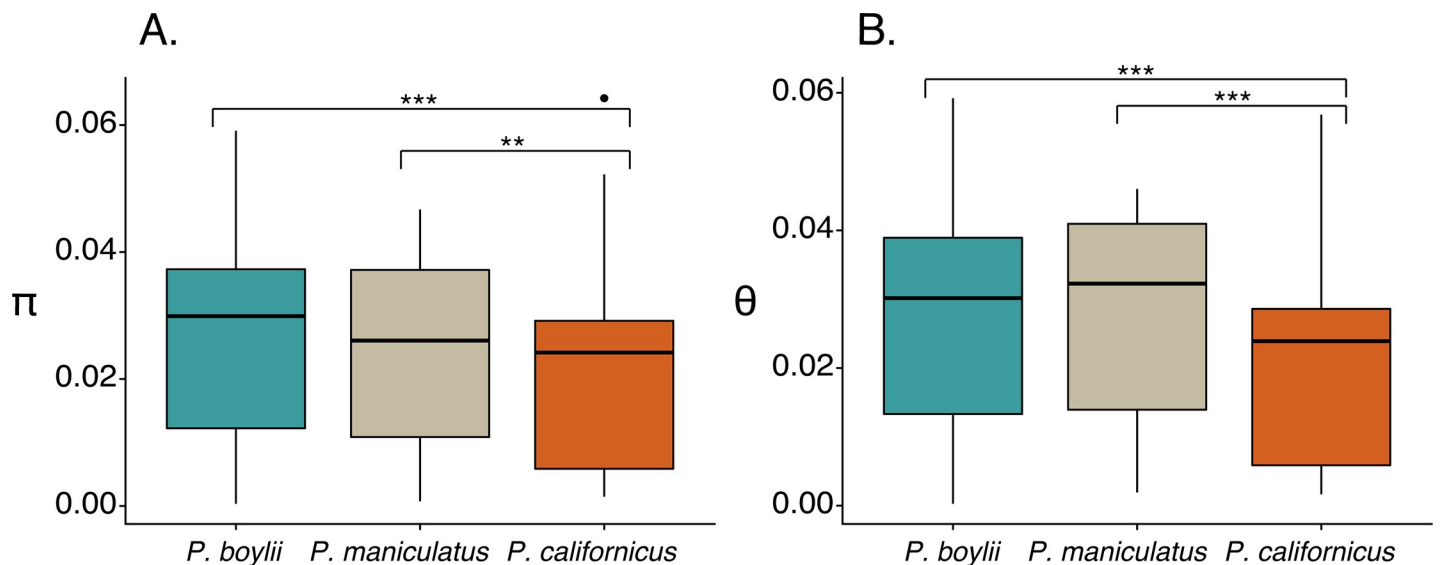 A.
***
**
0.06
0.04
0.02
0.00
π
P. boylii P. maniculatus P. californicus
B.
***
***
0.06
0.04
0.02
0.00
θ
P. boylii P. maniculatus P. californicus